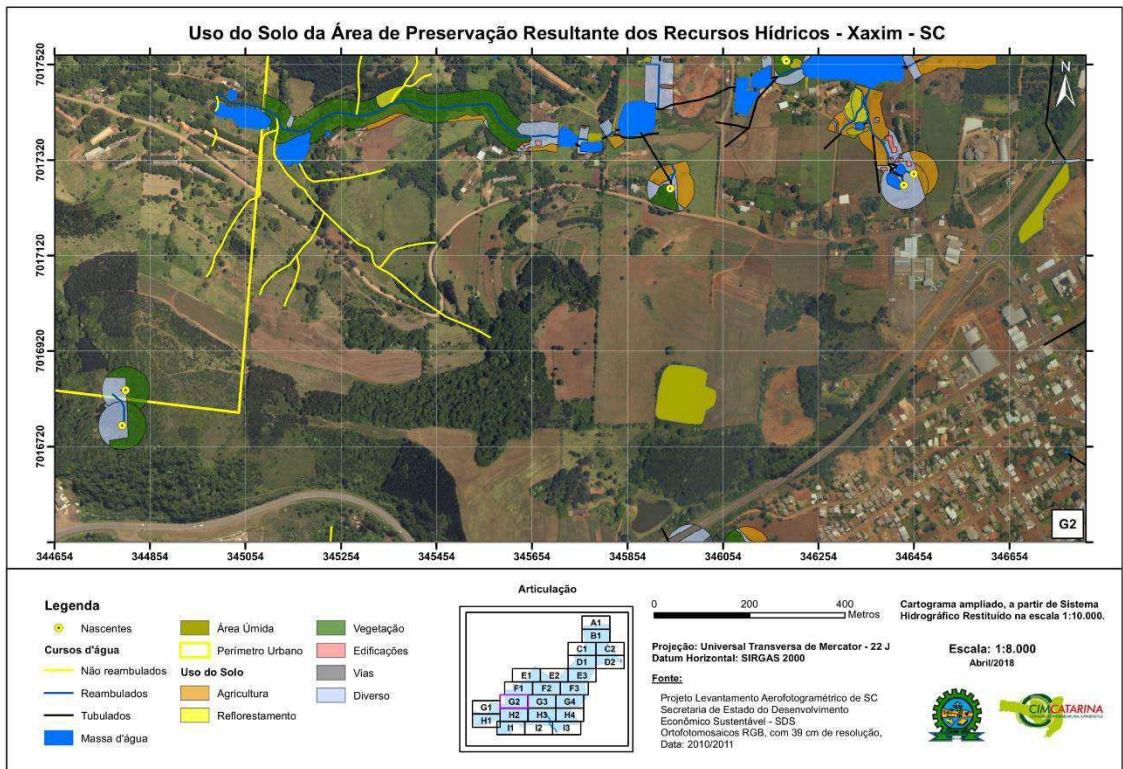 Uso do Solo da Área de Preservação Resultante dos Recursos Hídricos - Xaxim - SC
7017520
7017320
7017120
7016920
7016720
N
G2
344654
344854
345054
345254
345454
345654
345854
346054
346254
346454
346654
Legenda
Nascentes
Cursos d'água
Não reambulados
Reambulados
Tubulados
Massa d'água
Área Úmida
Perímetro Urbano
Uso do Solo
Agricultura
Reflorestamento
Vegetação
Edificações
Vias
Diverso
Articulação
A1
B1
C1 C2
D1 D2
E1 E2 E3
F1 F2 F3
G1 G2 G3 G4
H1 H2 H3 H4
I1 I2 I3
0 200 400
Metros
Projeção: Universal Transversa de Mercator - 22 J
Datum Horizontal: SIRGAS 2000
Fonte:
Projeto Levantamento Aerofotogramétrico de SC
Secretaria de Estado do Desenvolvimento
Econômico Sustentável - SDS
Ortofotomosaicos RGB, com 39 cm de resolução,
Data: 2010/2011
Cartograma ampliado, a partir de Sistema
Hidrográfico Restituído na escala 1:10.000.
Escala: 1:8.000
Abril/2018
CIMCATARINA